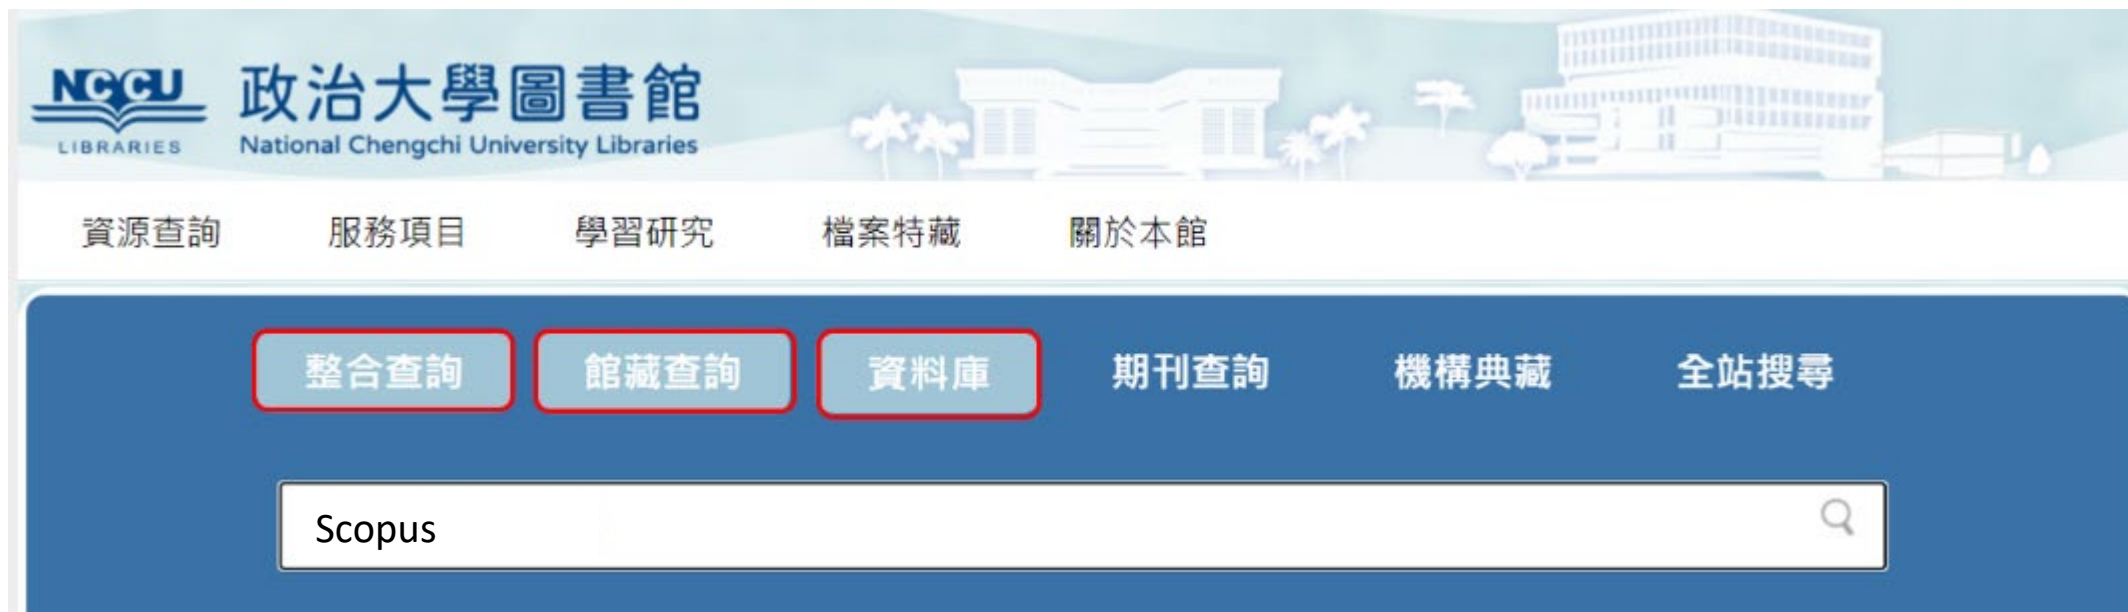 NCCU
LIBRARIES
政治大學圖書館
National Chengchi University Libraries
資源查詢 服務項目 學習研究 檔案特藏 關於本館
整合查詢 館藏查詢 資料庫 期刊查詢 機構典藏 全站搜尋
Scopus